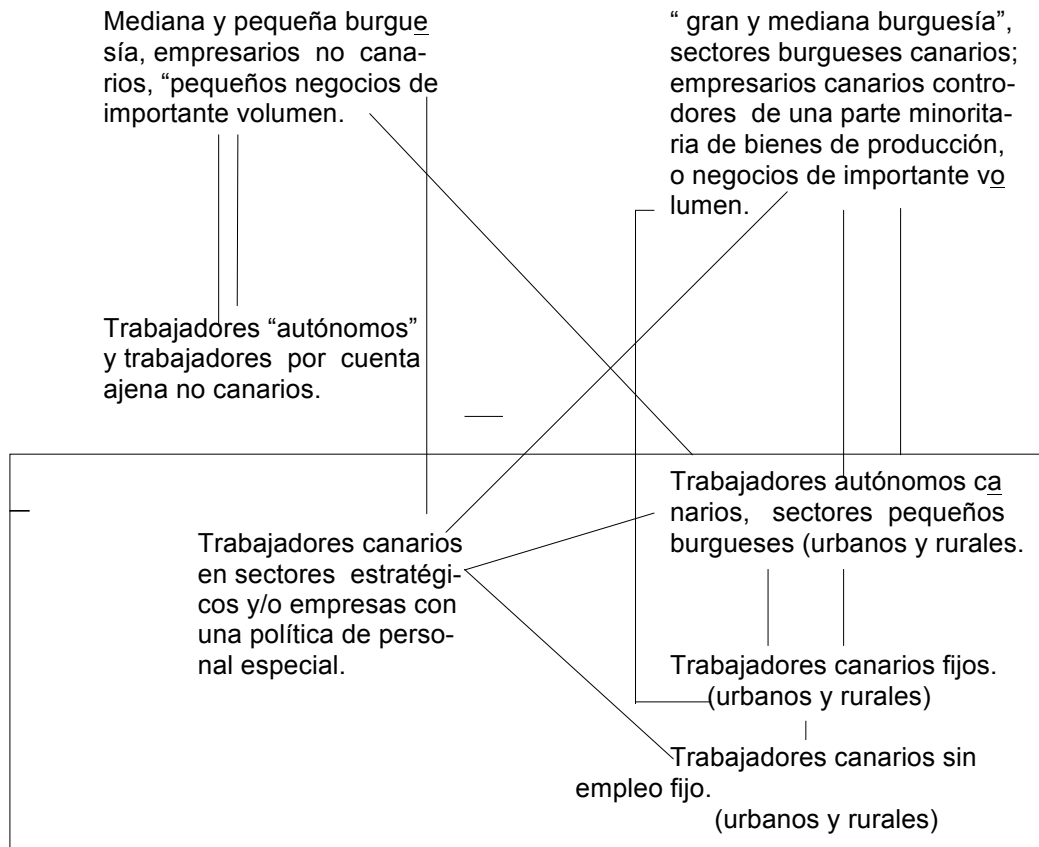 Mediana y pequeña burgue
sía, empresarios no cana-
rios, “pequeños negocios de
importante volumen.
“ gran y mediana burguesía”,
sectores burgueses canarios;
empresarios canarios contro-
dores de una parte minorita-
ria de bienes de producción,
o negocios de importante vo
lumen.
Trabajadores “autónomos”
y trabajadores por cuenta
ajena no canarios.
Trabajadores autónomos ca
narios, sectores pequeños
burgueses (urbanos y rurales.
Trabajadores canarios
en sectores estratégi-
cos y/o empresas con
una política de perso-
nal especial.
Trabajadores canarios fijos.
(urbanos y rurales)
Trabajadores canarios sin
empleo fijo.
(urbanos y rurales)